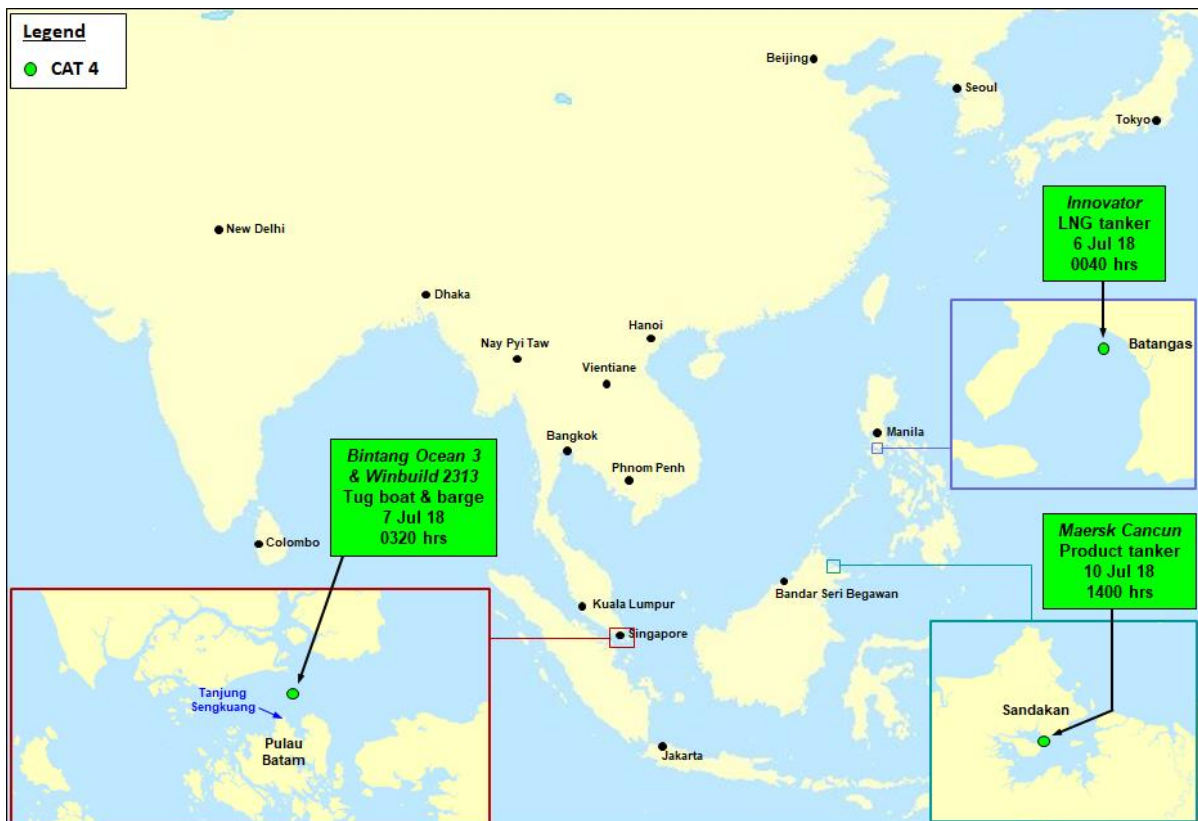 Legend
CAT 4
Beijing
Seoul
Tokyo
New Delhi
Dhaka
Nay Pyi Taw
Hanoi
Vientiane
Bangkok
Phnom Penh
Manila
Colombo
Kuala Lumpur
Singapore
Bandar Seri Begawan
Jakarta
Innovator
LNG tanker
6 Jul 18
0040 hrs
Batangas
Bintang Ocean 3
& Winbuild 2313
Tug boat & barge
7 Jul 18
0320 hrs
Tanjung
Sengkuang
Pulau
Batam
Maersk Cancun
Product tanker
10 Jul 18
1400 hrs
Sandakan